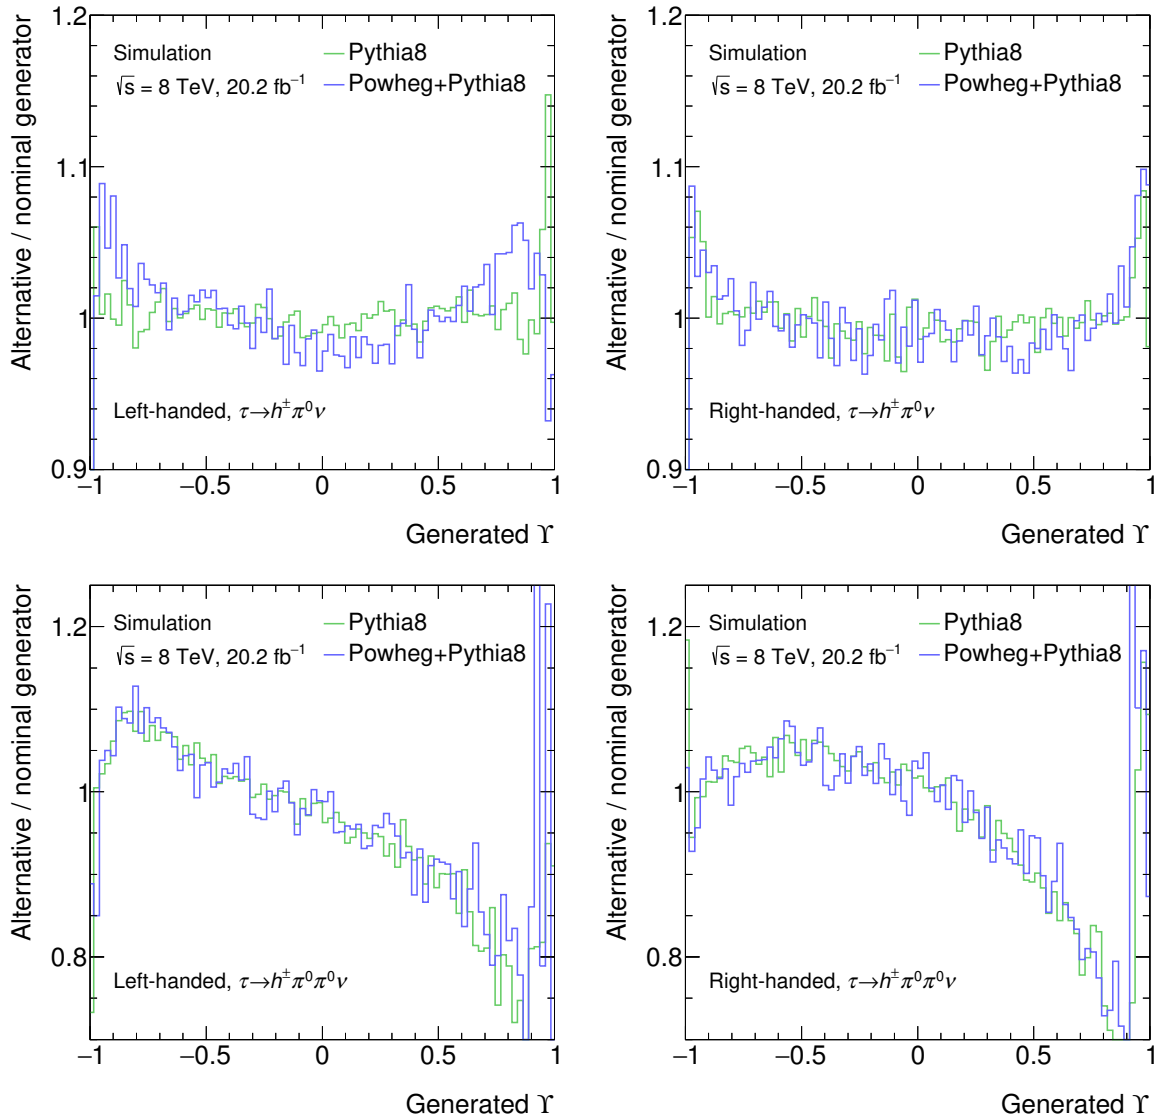 Alternative / nominal generator
1.2
1.1
1
0.9
Simulation
√s = 8 TeV, 20.2 fb⁻¹
Pythia8
Powheg+Pythia8
Left-handed, τ→h±π⁰ν
−1 −0.5 0 0.5 1
Generated ϒ
Alternative / nominal generator
1.2
1.1
1
0.9
Simulation
√s = 8 TeV, 20.2 fb⁻¹
Pythia8
Powheg+Pythia8
Right-handed, τ→h±π⁰ν
−1 −0.5 0 0.5 1
Generated ϒ
Alternative / nominal generator
1.2
1
0.8
Simulation
√s = 8 TeV, 20.2 fb⁻¹
Pythia8
Powheg+Pythia8
Left-handed, τ→h±π⁰π⁰ν
−1 −0.5 0 0.5 1
Generated ϒ
Alternative / nominal generator
1.2
1
0.8
Simulation
√s = 8 TeV, 20.2 fb⁻¹
Pythia8
Powheg+Pythia8
Right-handed, τ→h±π⁰π⁰ν
−1 −0.5 0 0.5 1
Generated ϒ